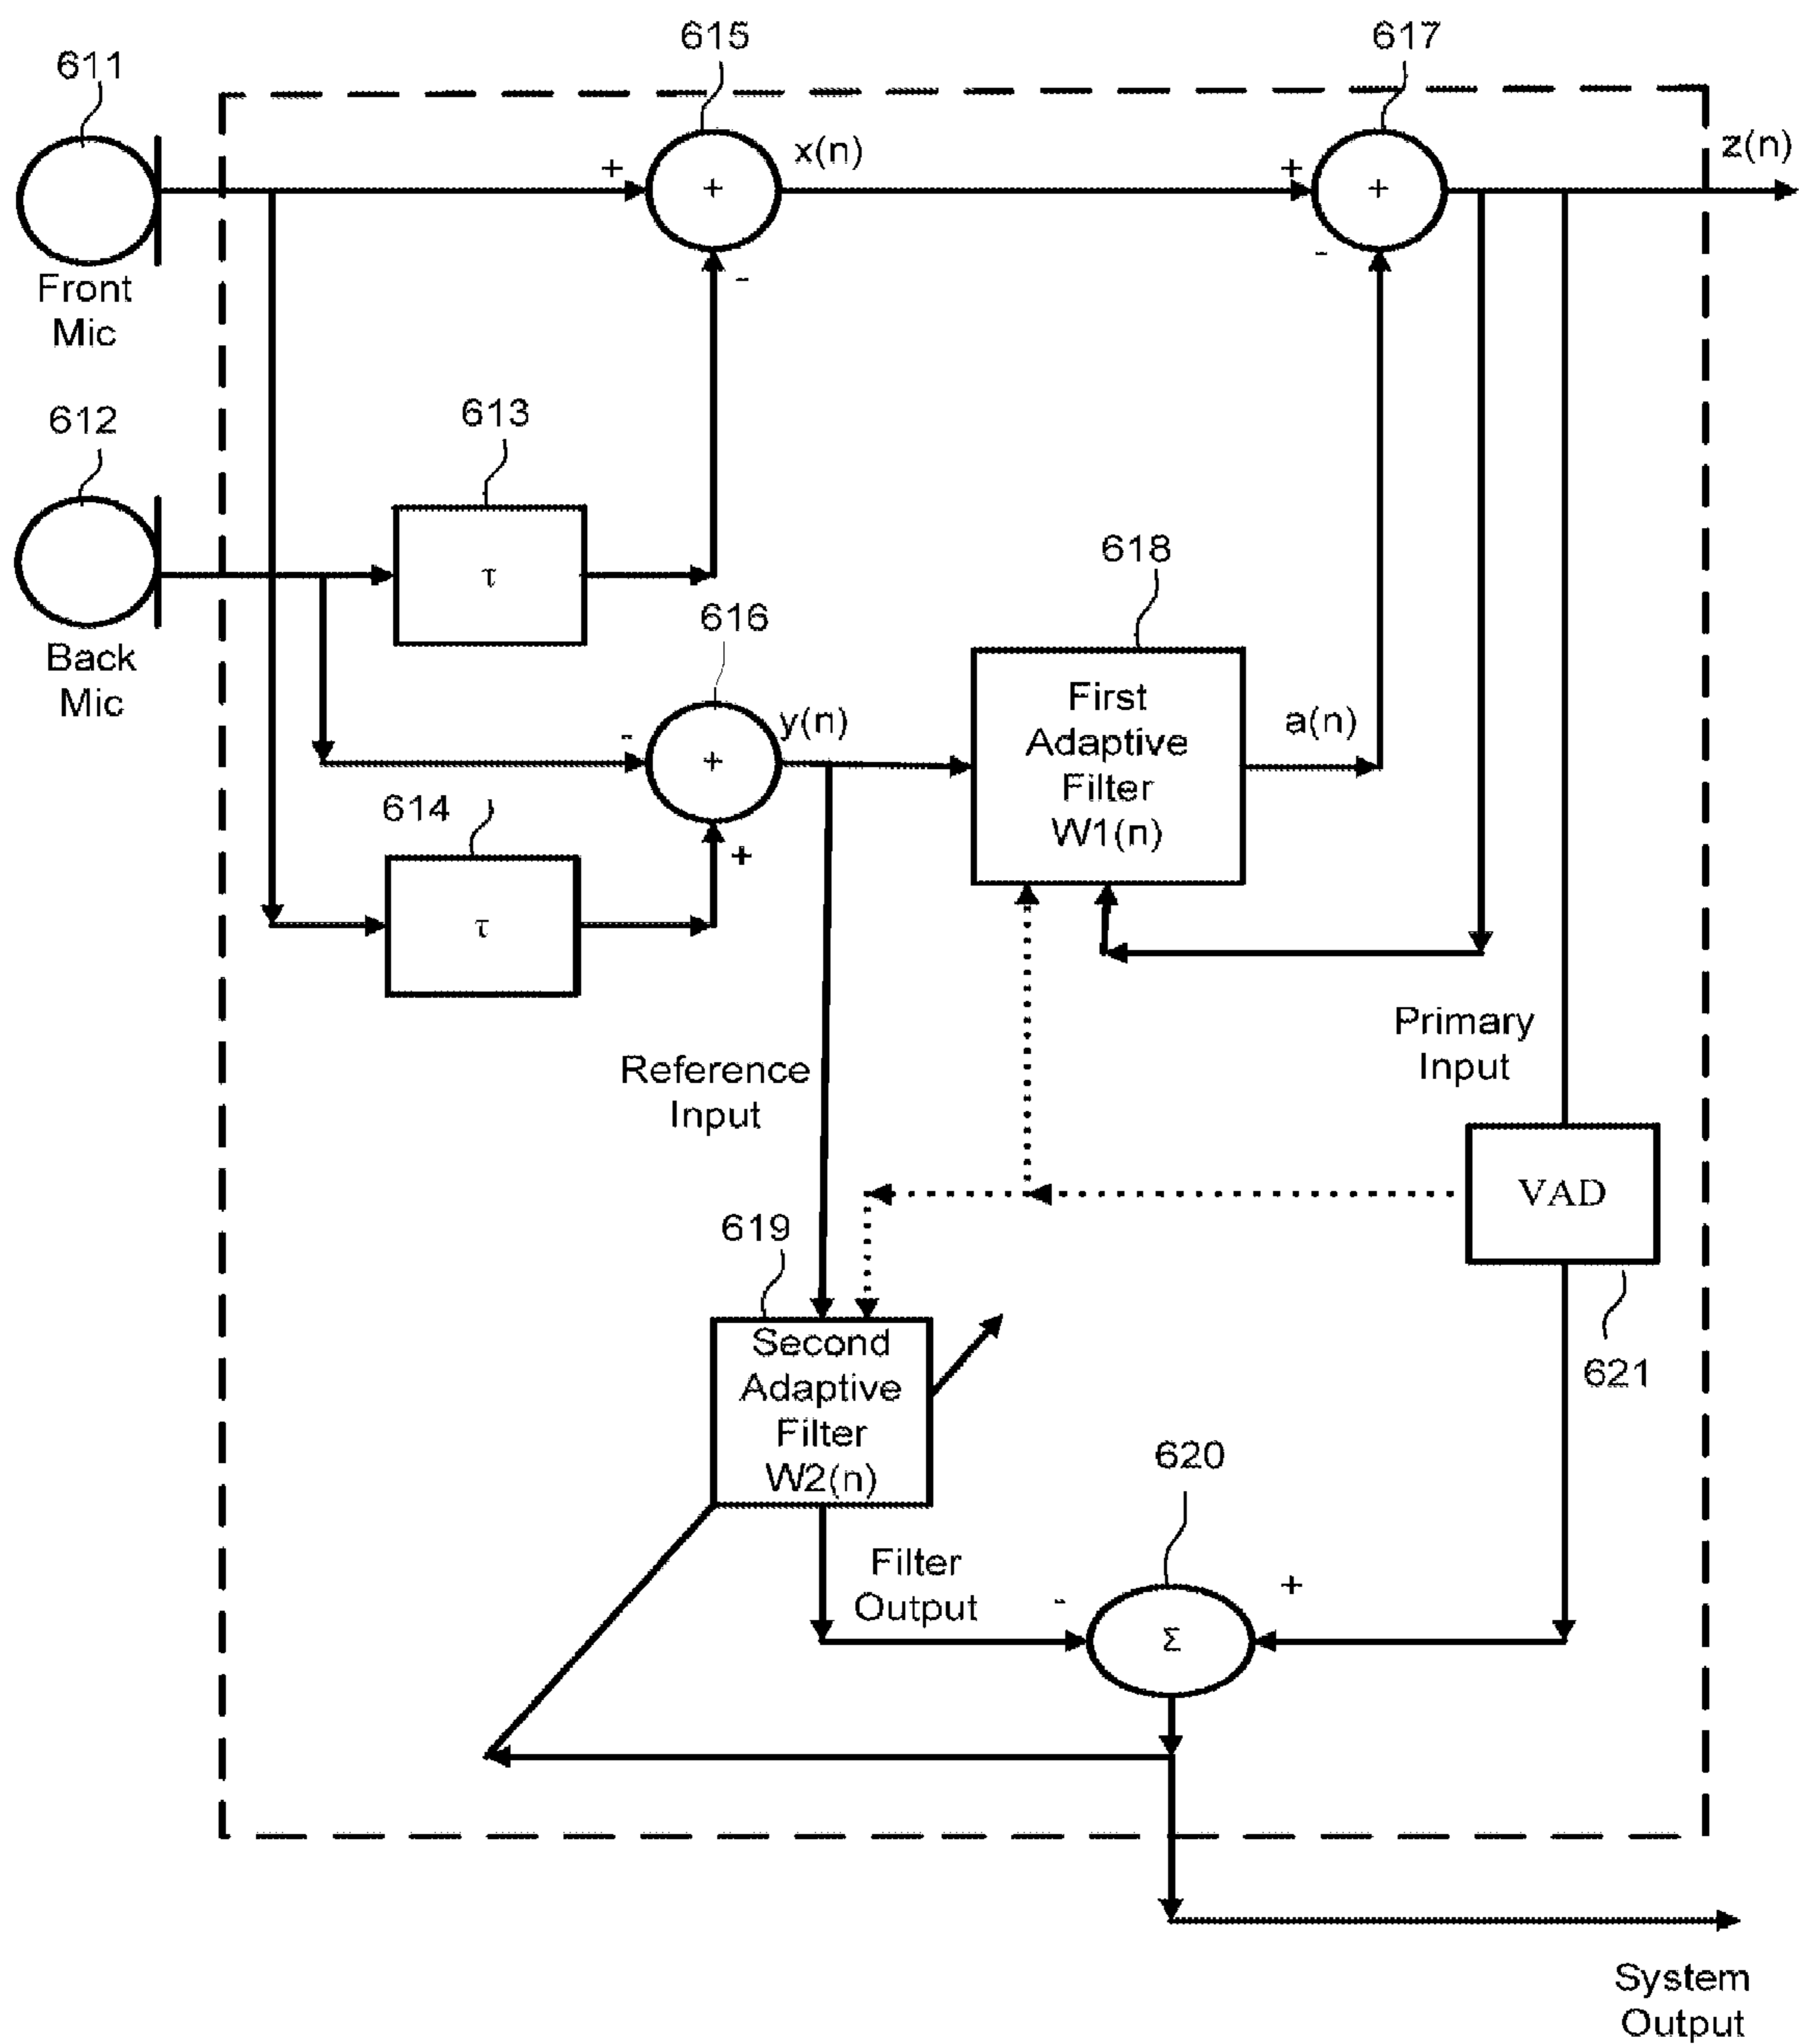 615
617
611
x(n)
z(n)
+
+
+
+
-
-
Front
Mic
613
612
618
τ
616
Back
Mic
First
Adaptive
Filter
W1(n)
a(n)
y(n)
-
+
614
+
τ
Primary
Input
Reference
Input
VAD
619
621
Second
Adaptive
Filter
W2(n)
620
Filter
Output
-
+
Σ
System
Output